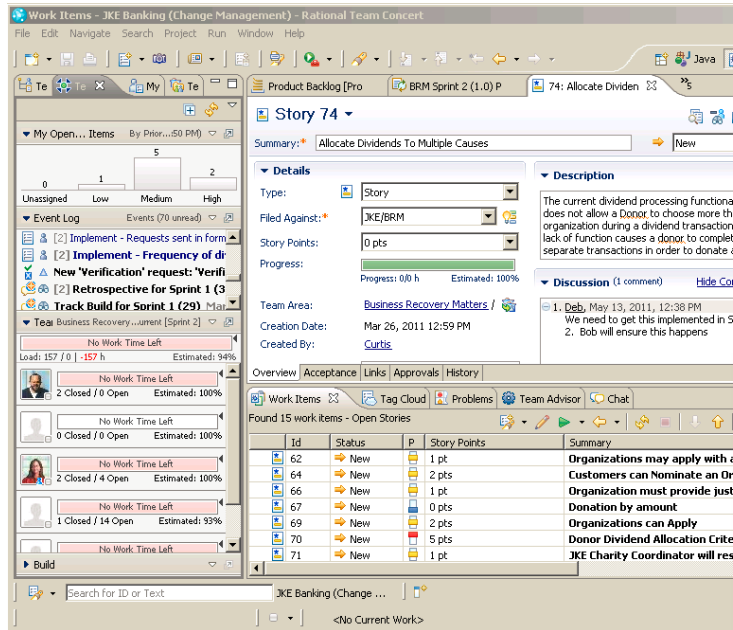 Work Items - JKE Banking (Change Management) - Rational Team Concert
File Edit Navigate Search Project Run Window Help
Java
Te Te My Te
My Open... Items By Prior...:50 PM)
0 1 5 2
Unassigned Low Medium High
Event Log Events (70 unread)
[2] Implement - Requests sent in form
[2] Implement - Frequency of di
New 'Verification' request: 'Verifi
[2] Retrospective for Sprint 1 (3
Track Build for Sprint 1 (29) Mar
Tear Business Recovery...urrent [Sprint 2]
No Work Time Left
Load: 157 / 0 | -157 h Estimated: 94%
No Work Time Left
2 Closed / 0 Open Estimated: 100%
No Work Time Left
0 Closed / 0 Open Estimated: 100%
No Work Time Left
2 Closed / 4 Open Estimated: 100%
No Work Time Left
1 Closed / 14 Open Estimated: 93%
No Work Time Left
Build
Product Backlog [Pro BRM Sprint 2 (1.0) P 74: Allocate Dividen »5
Story 74
Summary:* Allocate Dividends To Multiple Causes New
Details
Type: Story
Filed Against:* JKE/BRM
Story Points: 0 pts
Progress:
Progress: 0/0 h Estimated: 100%
Team Area: Business Recovery Matters /
Creation Date: Mar 26, 2011 12:59 PM
Created By: Curtis
Description
The current dividend processing functiona
does not allow a Donor to choose more th
organization during a dividend transaction
lack of function causes a donor to complet
separate transactions in order to donate a
Discussion (1 comment) Hide Cor
1. Deb, May 13, 2011, 12:38 PM
We need to get this implemented in S
2. Bob will ensure this happens
Overview Acceptance Links Approvals History
Work Items Tag Cloud Problems Team Advisor Chat
Found 15 work items - Open Stories
Id Status P Story Points Summary
62 New 1 pt Organizations may apply with a
64 New 2 pts Customers can Nominate an Or
66 New 1 pt Organization must provide just
67 New 0 pts Donation by amount
69 New 2 pts Organizations can Apply
70 New 5 pts Donor Dividend Allocation Crite
71 New 1 pt JKE Charity Coordinator will res
Search for ID or Text JKE Banking (Change ...
<No Current Work>